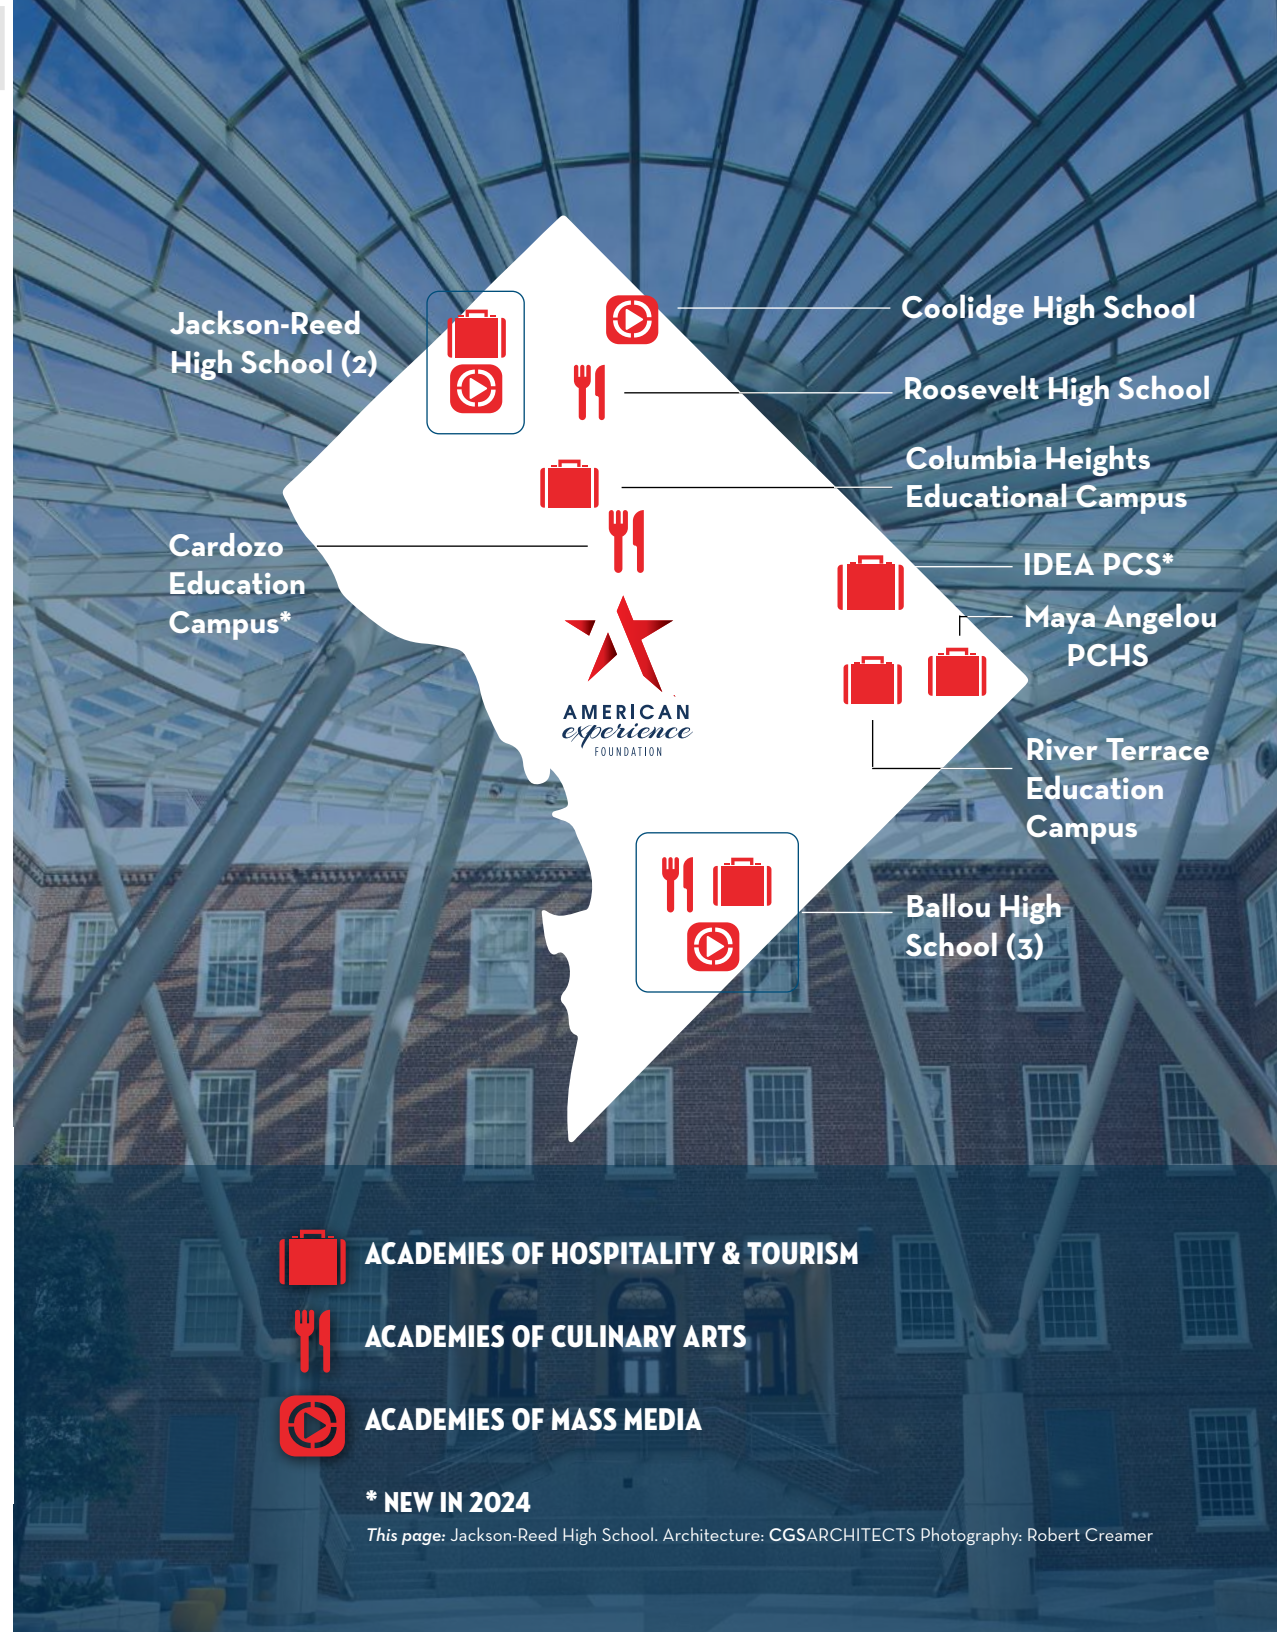 Jackson-Reed
High School (2)
Coolidge High School
Roosevelt High School
Columbia Heights
Educational Campus
Cardozo
Education
Campus*
IDEA PCS*
Maya Angelou
PCHS
AMERICAN
experience
FOUNDATION
River Terrace
Education
Campus
Ballou High
School (3)
ACADEMIES OF HOSPITALITY & TOURISM
ACADEMIES OF CULINARY ARTS
ACADEMIES OF MASS MEDIA
* NEW IN 2024
This page: Jackson-Reed High School. Architecture: CGSARCHITECTS Photography: Robert Creamer